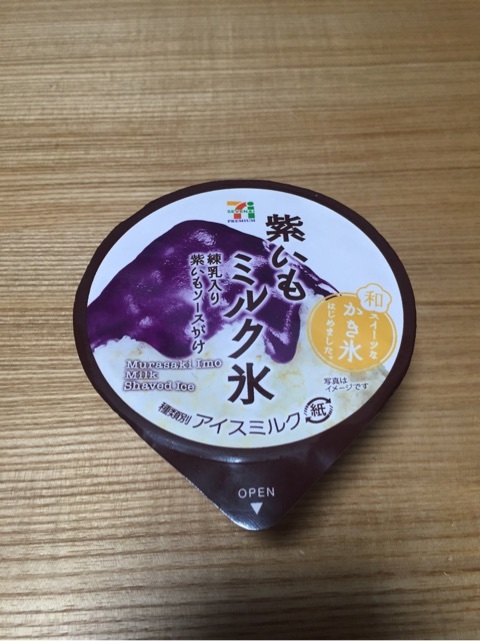 SEVEN & i
PREMIUM
紫いも
ミルク氷
練乳入り
紫いもソースがけ
Murasaki Imo
Milk
Shaved Ice
和
スイーツな
かき氷
はじめました。
写真は
イメージです
種類別 アイスミルク
紙
OPEN